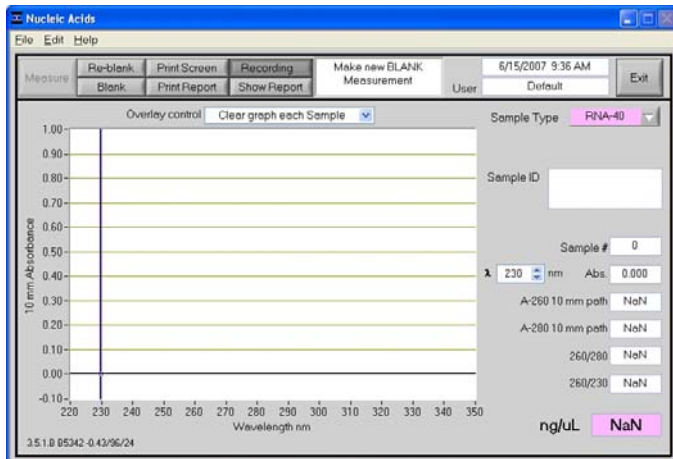 Nucleic Acids
File Edit Help
Measure Re-blank Print Screen Recording Make new BLANK Measurement 6/15/2007 9:36 AM Exit
Blank Print Report Show Report User Default
Overlay control Clear graph each Sample Sample Type RNA-40
Sample ID
Sample # 0
λ 230 nm Abs. 0.000
A-260 10 mm path NaN
A-280 10 mm path NaN
260/280 NaN
260/230 NaN
ng/uL NaN
10 mm Absorbance
1.00
0.90
0.80
0.70
0.60
0.50
0.40
0.30
0.20
0.10
0.00
-0.10
220 230 240 250 260 270 280 290 300 310 320 330 340 350
Wavelength nm
3.5.1.0 B5342 -0.43/96/24